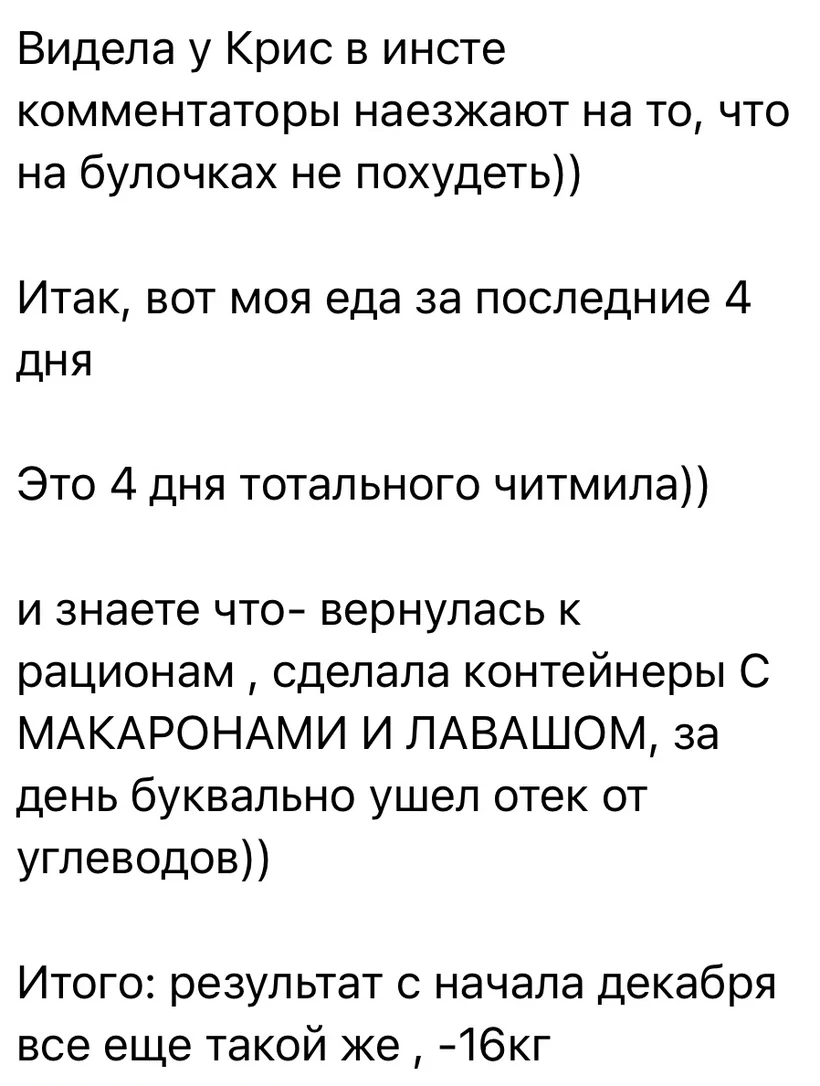 Видела у Крис в инсте
комментаторы наезжают на то, что
на булочках не похудеть))
Итак, вот моя еда за последние 4
дня
Это 4 дня тотального читмила))
и знаете что- вернулась к
рационам , сделала контейнеры С
МАКАРОНАМИ И ЛАВАШОМ, за
день буквально ушел отек от
углеводов))
Итого: результат с начала декабря
все еще такой же , -16кг